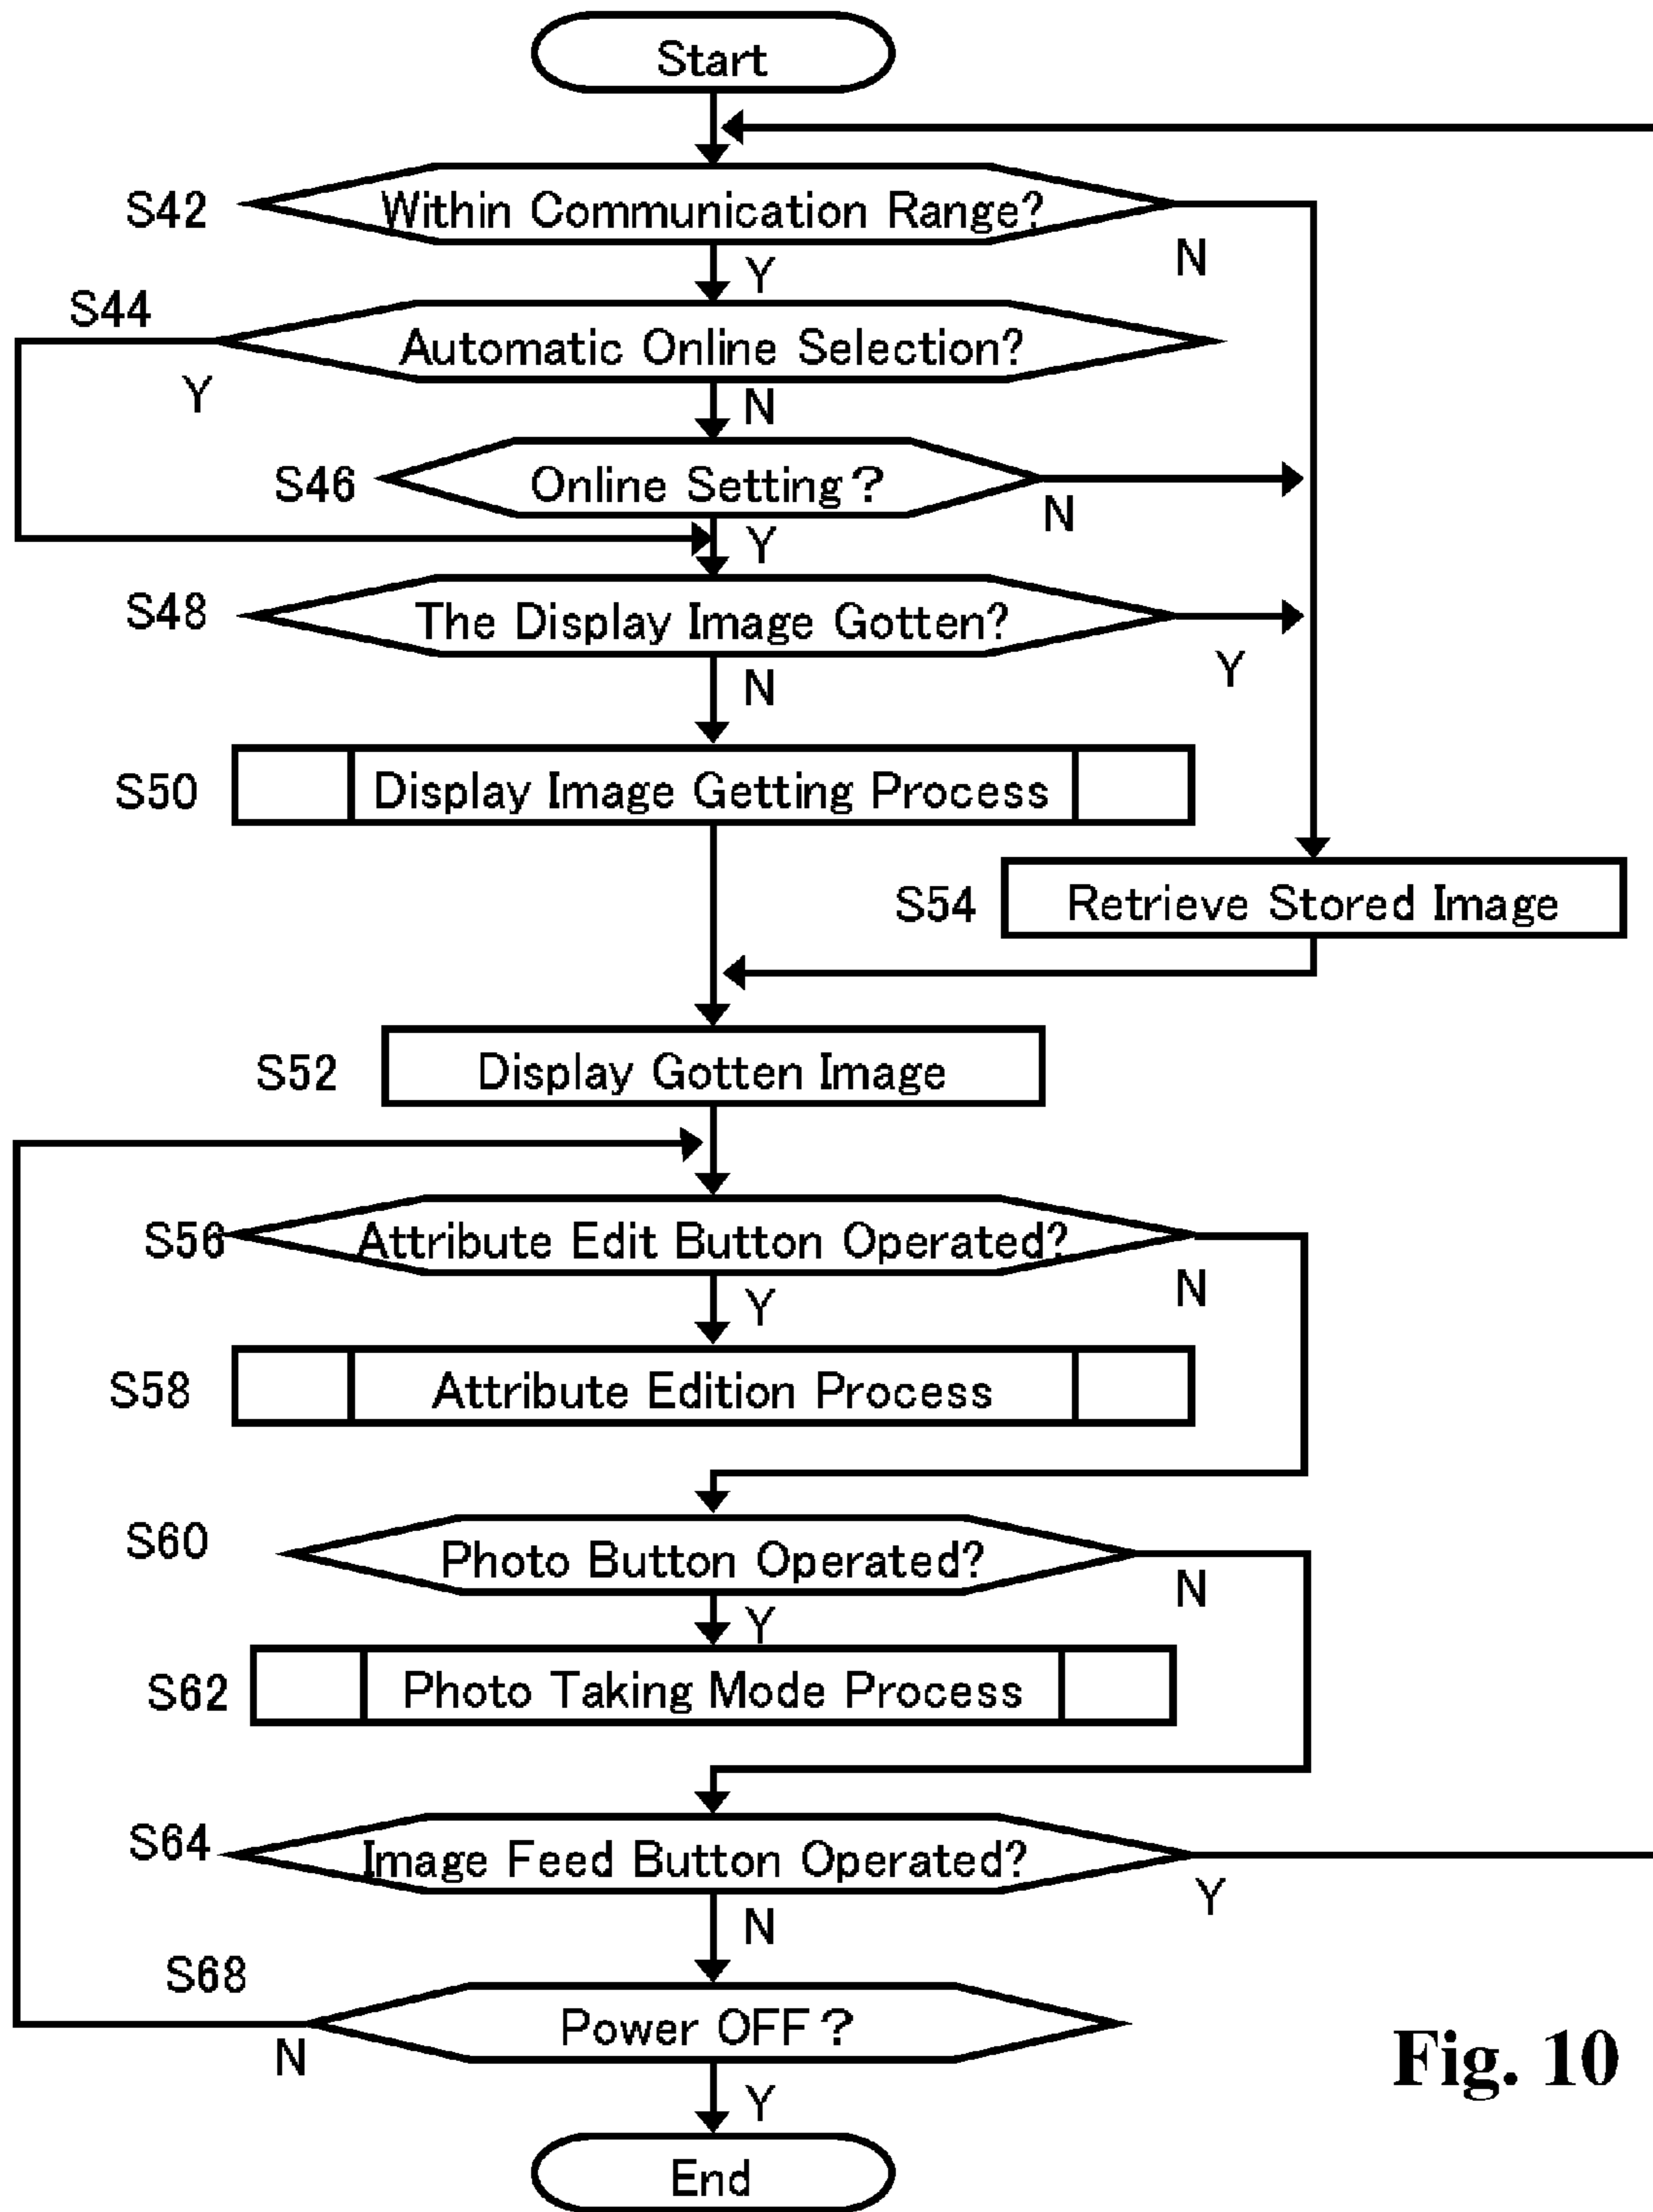 Start
S42
Within Communication Range?
N
Y
S44
Automatic Online Selection?
Y
N
S46
Online Setting?
N
Y
S48
The Display Image Gotten?
Y
N
S50
Display Image Getting Process
S54
Retrieve Stored Image
S52
Display Gotten Image
S56
Attribute Edit Button Operated?
N
Y
S58
Attribute Edition Process
S60
Photo Button Operated?
N
Y
S62
Photo Taking Mode Process
S64
Image Feed Button Operated?
Y
N
S68
Power OFF?
N
Y
End
Fig. 10